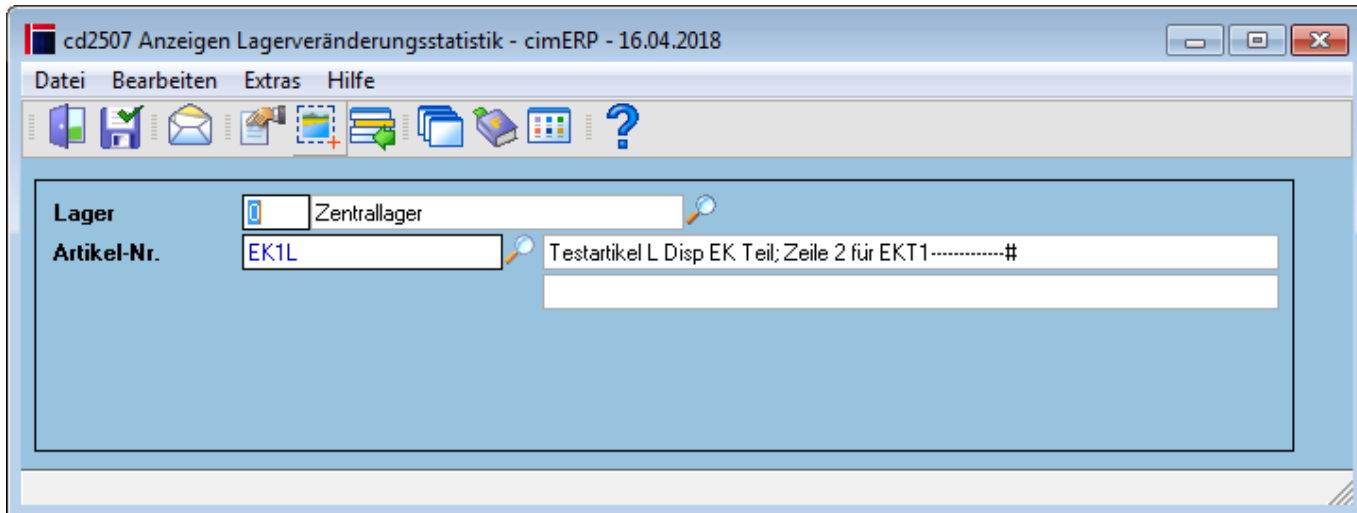 cd2507 Anzeigen Lagerveränderungsstatistik - cimERP - 16.04.2018
Datei Bearbeiten Extras Hilfe
Lager 0 Zentrallager
Artikel-Nr. EK1L Testartikel L Disp EK Teil; Zeile 2 für EKT1-------------#